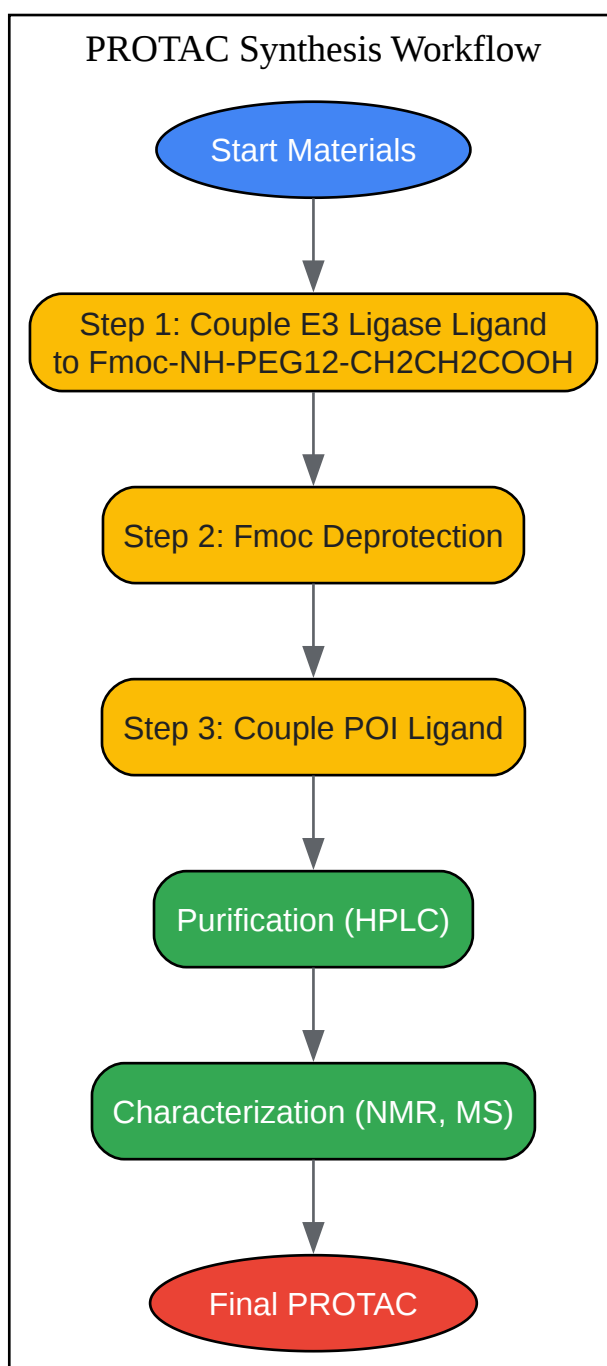 PROTAC Synthesis Workflow
Start Materials
Step 1: Couple E3 Ligase Ligand
to Fmoc-NH-PEG12-CH2CH2COOH
Step 2: Fmoc Deprotection
Step 3: Couple POI Ligand
Purification (HPLC)
Characterization (NMR, MS)
Final PROTAC